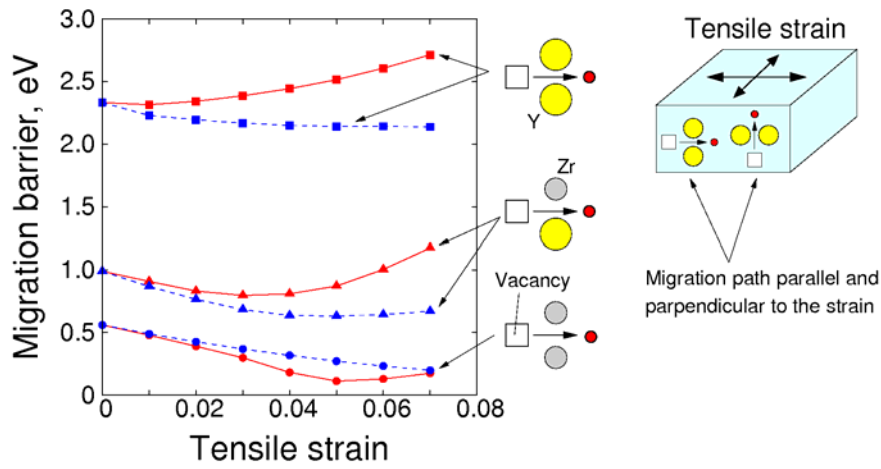 Migration barrier, eV
3.0
2.5
2.0
1.5
1.0
0.5
0
0
0.02
0.04
0.06
0.08
Tensile strain
Y
Zr
Vacancy
Tensile strain
Migration path parallel and
parpendicular to the strain